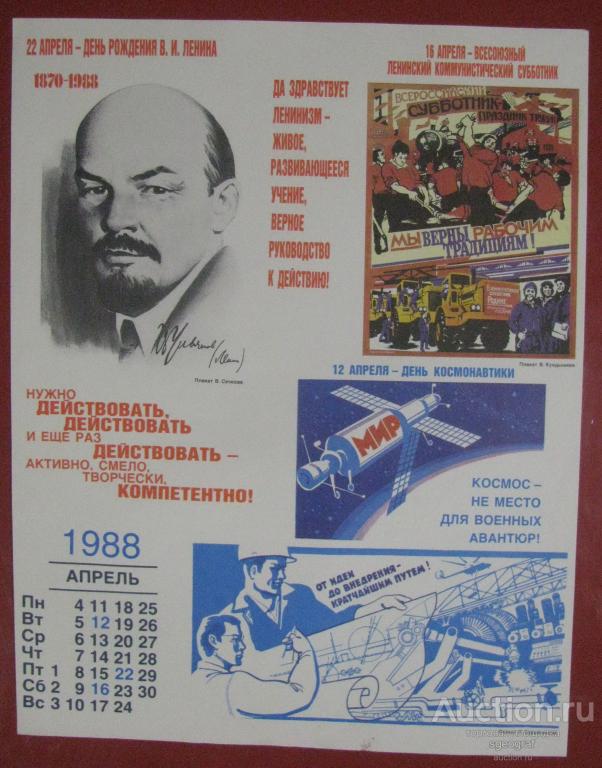 22 АПРЕЛЯ – ДЕНЬ РОЖДЕНИЯ В. И. ЛЕНИНА
1870-1988
ДА ЗДРАВСТВУЕТ
ЛЕНИНИЗМ –
ЖИВОЕ,
РАЗВИВАЮЩЕЕСЯ
УЧЕНИЕ,
ВЕРНОЕ
РУКОВОДСТВО
К ДЕЙСТВИЮ!
16 АПРЕЛЯ – ВСЕСОЮЗНЫЙ
ЛЕНИНСКИЙ КОММУНИСТИЧЕСКИЙ СУББОТНИК
ВСЕРОССИЙСКИЙ
СУББОТНИК-
ПРАЗДНИК ТРУДА!
МЫ ВЕРНЫ РАБОЧИМ
ТРАДИЦИЯМ!
12 АПРЕЛЯ – ДЕНЬ КОСМОНАВТИКИ
МИР
КОСМОС –
НЕ МЕСТО
ДЛЯ ВОЕННЫХ
АВАНТЮР!
НУЖНО
ДЕЙСТВОВАТЬ,
ДЕЙСТВОВАТЬ
И ЕЩЕ РАЗ
ДЕЙСТВОВАТЬ –
АКТИВНО, СМЕЛО,
ТВОРЧЕСКИ,
КОМПЕТЕНТНО!
1988
АПРЕЛЬ
Пн 4 11 18 25
Вт 5 12 19 26
Ср 6 13 20 27
Чт 7 14 21 28
Пт 1 8 15 22 29
Сб 2 9 16 23 30
Вс 3 10 17 24
ОТ ИДЕИ
ДО ВНЕДРЕНИЯ-
КРАТЧАЙШИМ ПУТЕМ!
Auction.ru
sgeograf
auction.ru